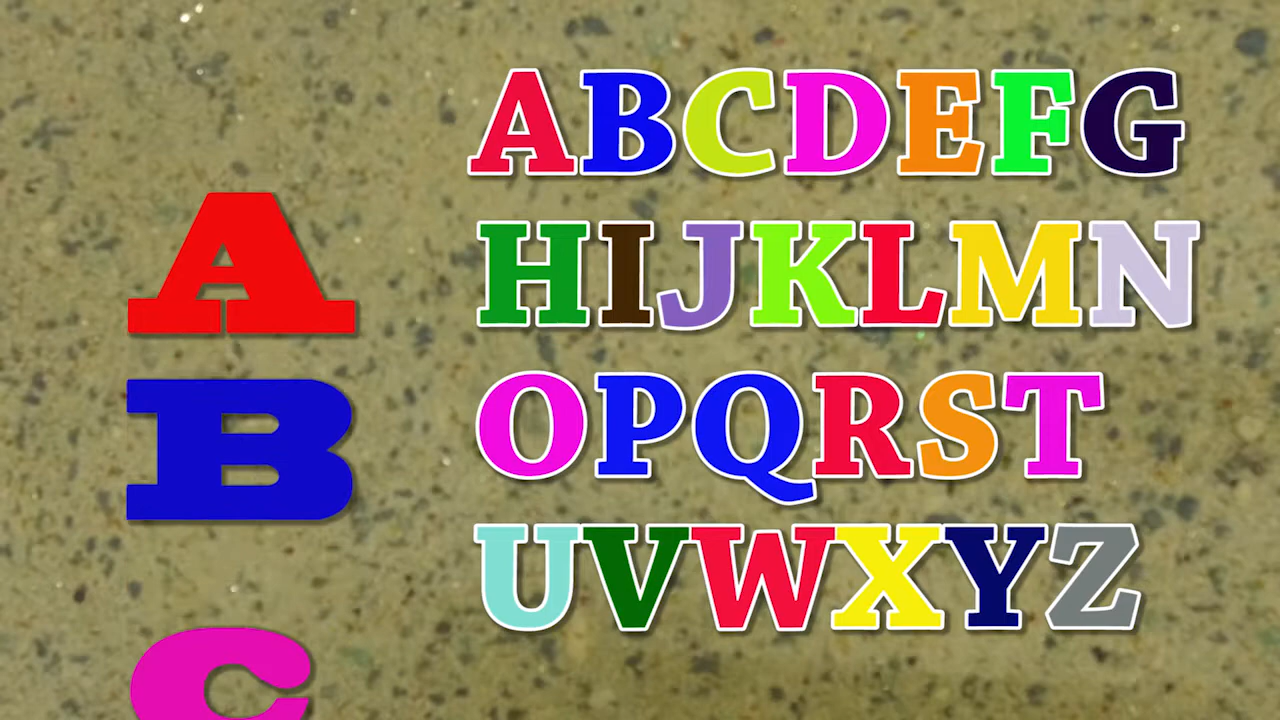 A
B
C
ABCDEFG
HIJKLMN
OPQRST
UVWXYZ